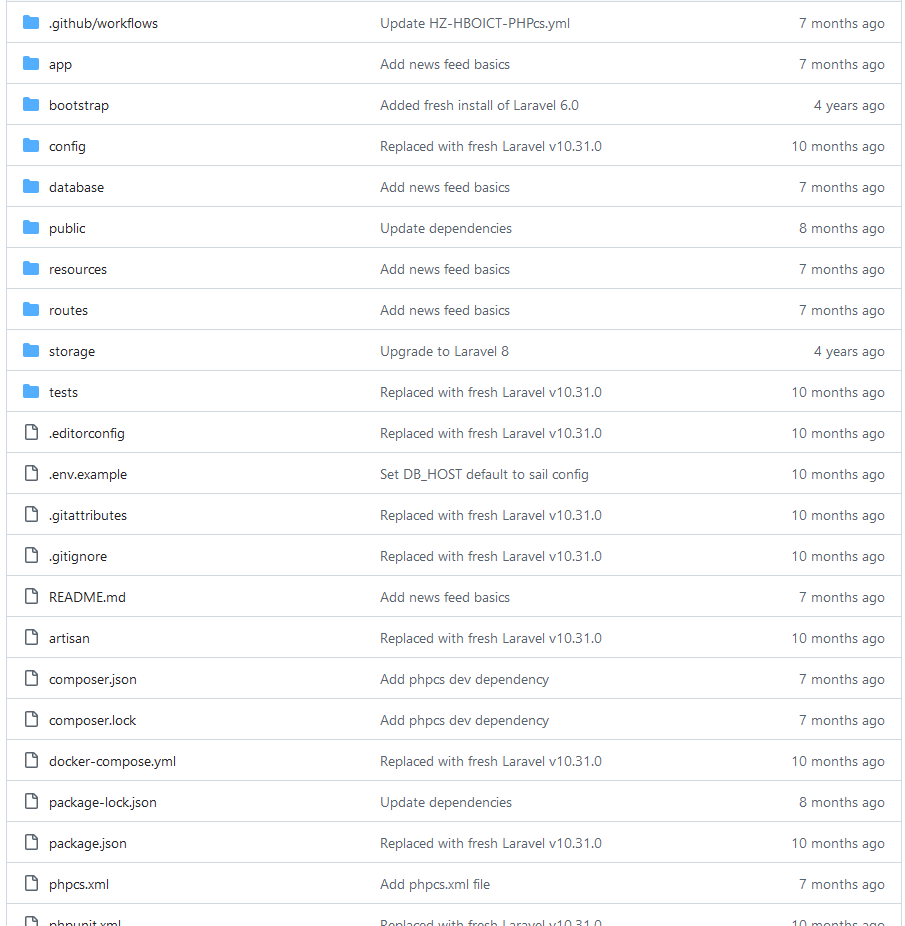 .github/workflows Update HZ-HBOICT-PHPcs.yml 7 months ago
app Add news feed basics 7 months ago
bootstrap Added fresh install of Laravel 6.0 4 years ago
config Replaced with fresh Laravel v10.31.0 10 months ago
database Add news feed basics 7 months ago
public Update dependencies 8 months ago
resources Add news feed basics 7 months ago
routes Add news feed basics 7 months ago
storage Upgrade to Laravel 8 4 years ago
tests Replaced with fresh Laravel v10.31.0 10 months ago
.editorconfig Replaced with fresh Laravel v10.31.0 10 months ago
.env.example Set DB_HOST default to sail config 10 months ago
.gitattributes Replaced with fresh Laravel v10.31.0 10 months ago
.gitignore Replaced with fresh Laravel v10.31.0 10 months ago
README.md Add news feed basics 7 months ago
artisan Replaced with fresh Laravel v10.31.0 10 months ago
composer.json Add phpcs dev dependency 7 months ago
composer.lock Add phpcs dev dependency 7 months ago
docker-compose.yml Replaced with fresh Laravel v10.31.0 10 months ago
package-lock.json Update dependencies 8 months ago
package.json Replaced with fresh Laravel v10.31.0 10 months ago
phpcs.xml Add phpcs.xml file 7 months ago
phpunit.xml Replaced with fresh Laravel v10.31.0 10 months ago